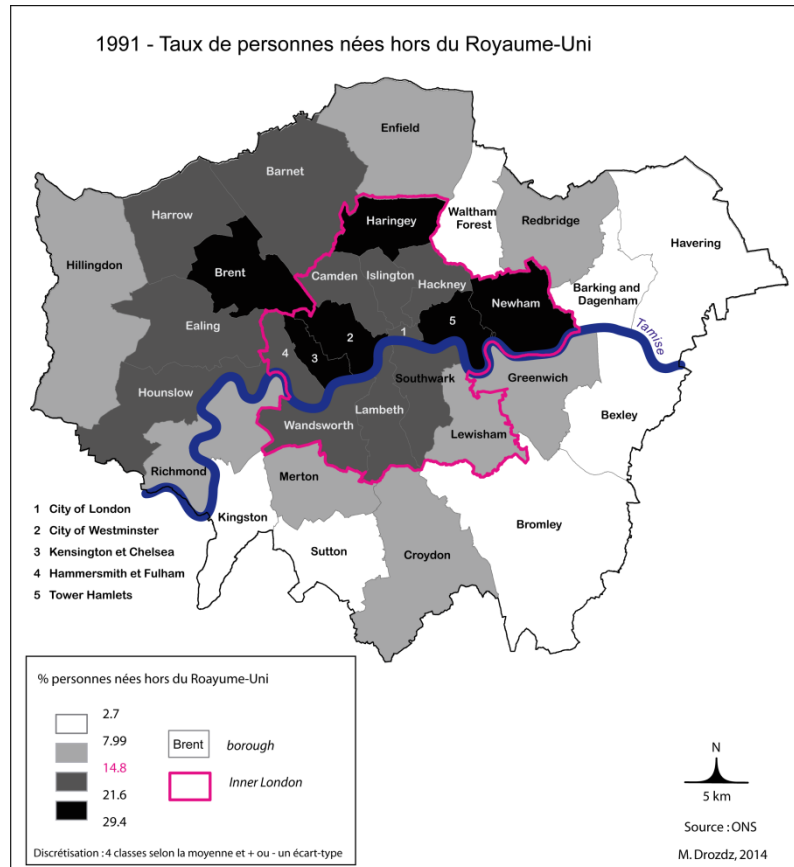 1991 - Taux de personnes nées hors du Royaume-Uni
Enfield
Barnet
Harrow
Haringey
Waltham
Forest
Redbridge
Havering
Hillingdon
Brent
Camden
Islington
Hackney
Newham
Barking and
Dagenham
Ealing
2
1
5
4
3
Tamise
Hounslow
Southwark
Greenwich
Lambeth
Wandsworth
Bexley
Lewisham
Richmond
Merton
Kingston
Bromley
Sutton
Croydon
1 City of London
2 City of Westminster
3 Kensington et Chelsea
4 Hammersmith et Fulham
5 Tower Hamlets
% personnes nées hors du Roayume-Uni
2.7
7.99
14.8
21.6
29.4
Brent borough
Inner London
Discrétisation : 4 classes selon la moyenne et + ou - un écart-type
N
5 km
Source : ONS
M. Drozdz, 2014